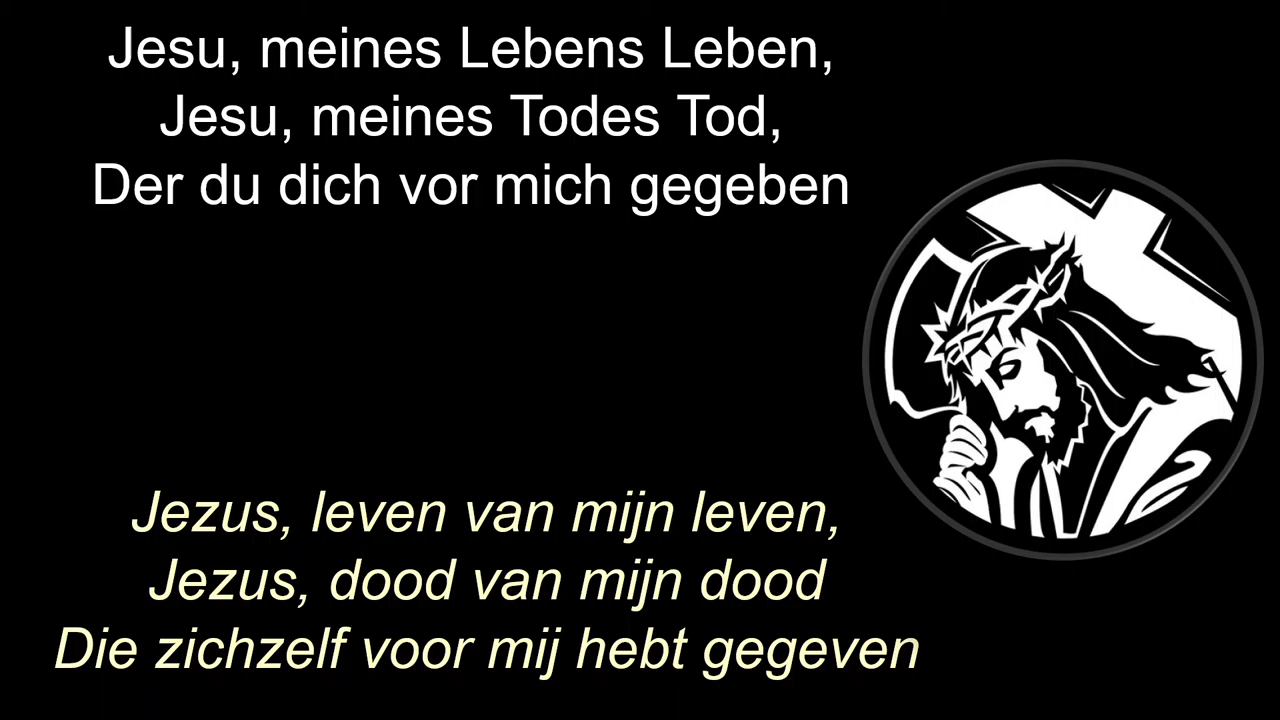 Jesu, meines Lebens Leben,
Jesu, meines Todes Tod,
Der du dich vor mich gegeben
Jezus, leven van mijn leven,
Jezus, dood van mijn dood
Die zichzelf voor mij hebt gegeven